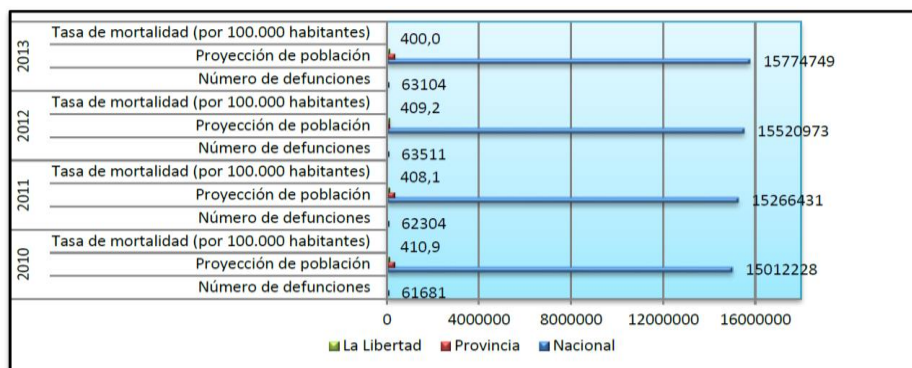 2013
Tasa de mortalidad (por 100.000 habitantes)
400,0
Proyección de población
15774749
Número de defunciones
63104
2012
Tasa de mortalidad (por 100.000 habitantes)
409,2
Proyección de población
15520973
Número de defunciones
63511
2011
Tasa de mortalidad (por 100.000 habitantes)
408,1
Proyección de población
15266431
Número de defunciones
62304
2010
Tasa de mortalidad (por 100.000 habitantes)
410,9
Proyección de población
15012228
Número de defunciones
61681
0 4000000 8000000 12000000 16000000
La Libertad Provincia Nacional